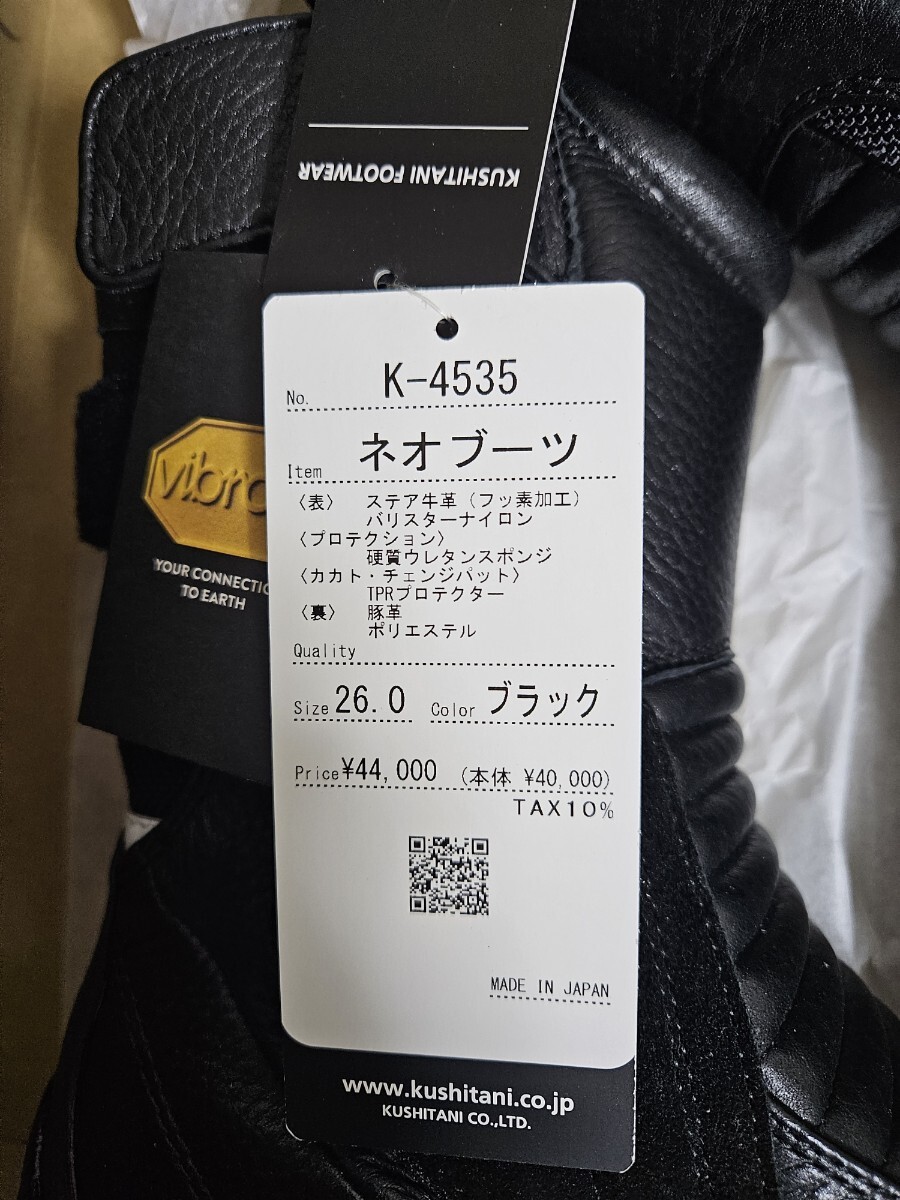 KUSHITANI FOOTWEAR
No. K-4535
Item ネオブーツ
〈表〉 ステア牛革(フッ素加工)
バリスターナイロン
〈プロテクション〉
硬質ウレタンスポンジ
〈カカト・チェンジパット〉
TPRプロテクター
〈裏〉 豚革
ポリエステル
Quality
Size 26.0 Color ブラック
Price ¥44,000 (本体 ¥40,000)
TAX10%
MADE IN JAPAN
www.kushitani.co.jp
KUSHITANI CO.,LTD.
YOUR
TO EARTH